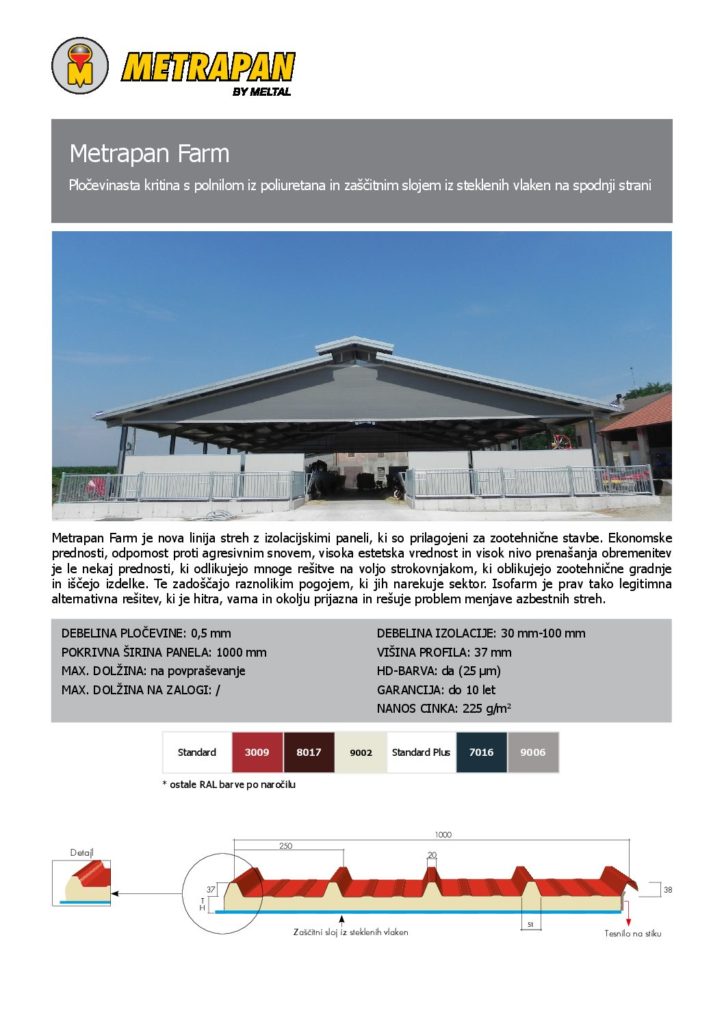 M
METRAPAN
BY MELTAL
Metrapan Farm
Pločevinasta kritina s polnilom iz poliuretana in zaščitnim slojem iz steklenih vlaken na spodnji strani
Metrapan Farm je nova linija streh z izolacijskimi paneli, ki so prilagojeni za zootehnične stavbe. Ekonomske
prednosti, odpornost proti agresivnim snovem, visoka estetska vrednost in visok nivo prenašanja obremenitev
je le nekaj prednosti, ki odlikujejo mnoge rešitve na voljo strokovnjakom, ki oblikujejo zootehnične gradnje
in iščejo izdelke. Te zadoščajo raznolikim pogojem, ki jih narekuje sektor. Isofarm je prav tako legitimna
alternativna rešitev, ki je hitra, varna in okolju prijazna in rešuje problem menjave azbestnih streh.
DEBELINA PLOČEVINE: 0,5 mm
POKRIVNA ŠIRINA PANELA: 1000 mm
MAX. DOLŽINA: na povpraševanje
MAX. DOLŽINA NA ZALOGI: /
DEBELINA IZOLACIJE: 30 mm-100 mm
VIŠINA PROFILA: 37 mm
HD-BARVA: da (25 µm)
GARANCIJA: do 10 let
NANOS CINKA: 225 g/m²
Standard 3009 8017 9002 Standard Plus 7016 9006
* ostale RAL barve po naročilu
1000
250
20
Detajl
37
38
T
H
51
Zaščitni sloj iz steklenih vlaken
Tesnilo na stiku